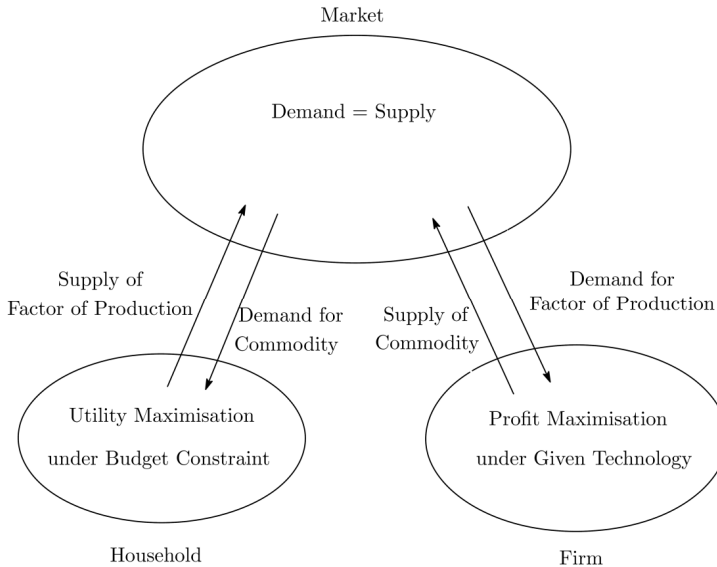 Market
Demand = Supply
Supply of
Factor of Production
Demand for
Commodity
Supply of
Commodity
Demand for
Factor of Production
Utility Maximisation
under Budget Constraint
Profit Maximisation
under Given Technology
Household
Firm